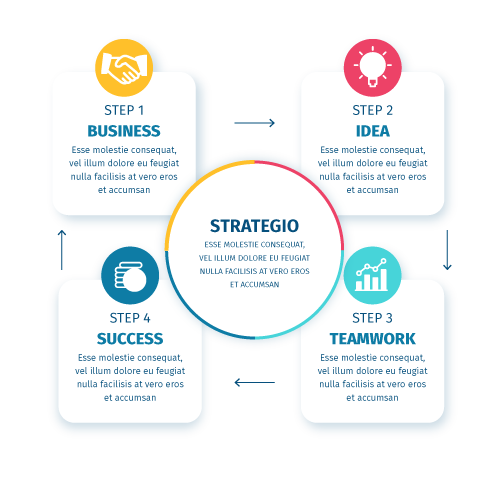 STEP 1
BUSINESS
Esse molestie consequat,
vel illum dolore eu feugiat
nulla facilisis at vero eros
et accumsan
STEP 2
IDEA
Esse molestie consequat,
vel illum dolore eu feugiat
nulla facilisis at vero eros
et accumsan
STRATEGIO
ESSE MOLESTIE CONSEQUAT,
VEL ILLUM DOLORE EU FEUGIAT
NULLA FACILISIS AT VERO EROS
ET ACCUMSAN
STEP 4
SUCCESS
Esse molestie consequat,
vel illum dolore eu feugiat
nulla facilisis at vero eros
et accumsan
STEP 3
TEAMWORK
Esse molestie consequat,
vel illum dolore eu feugiat
nulla facilisis at vero eros
et accumsan